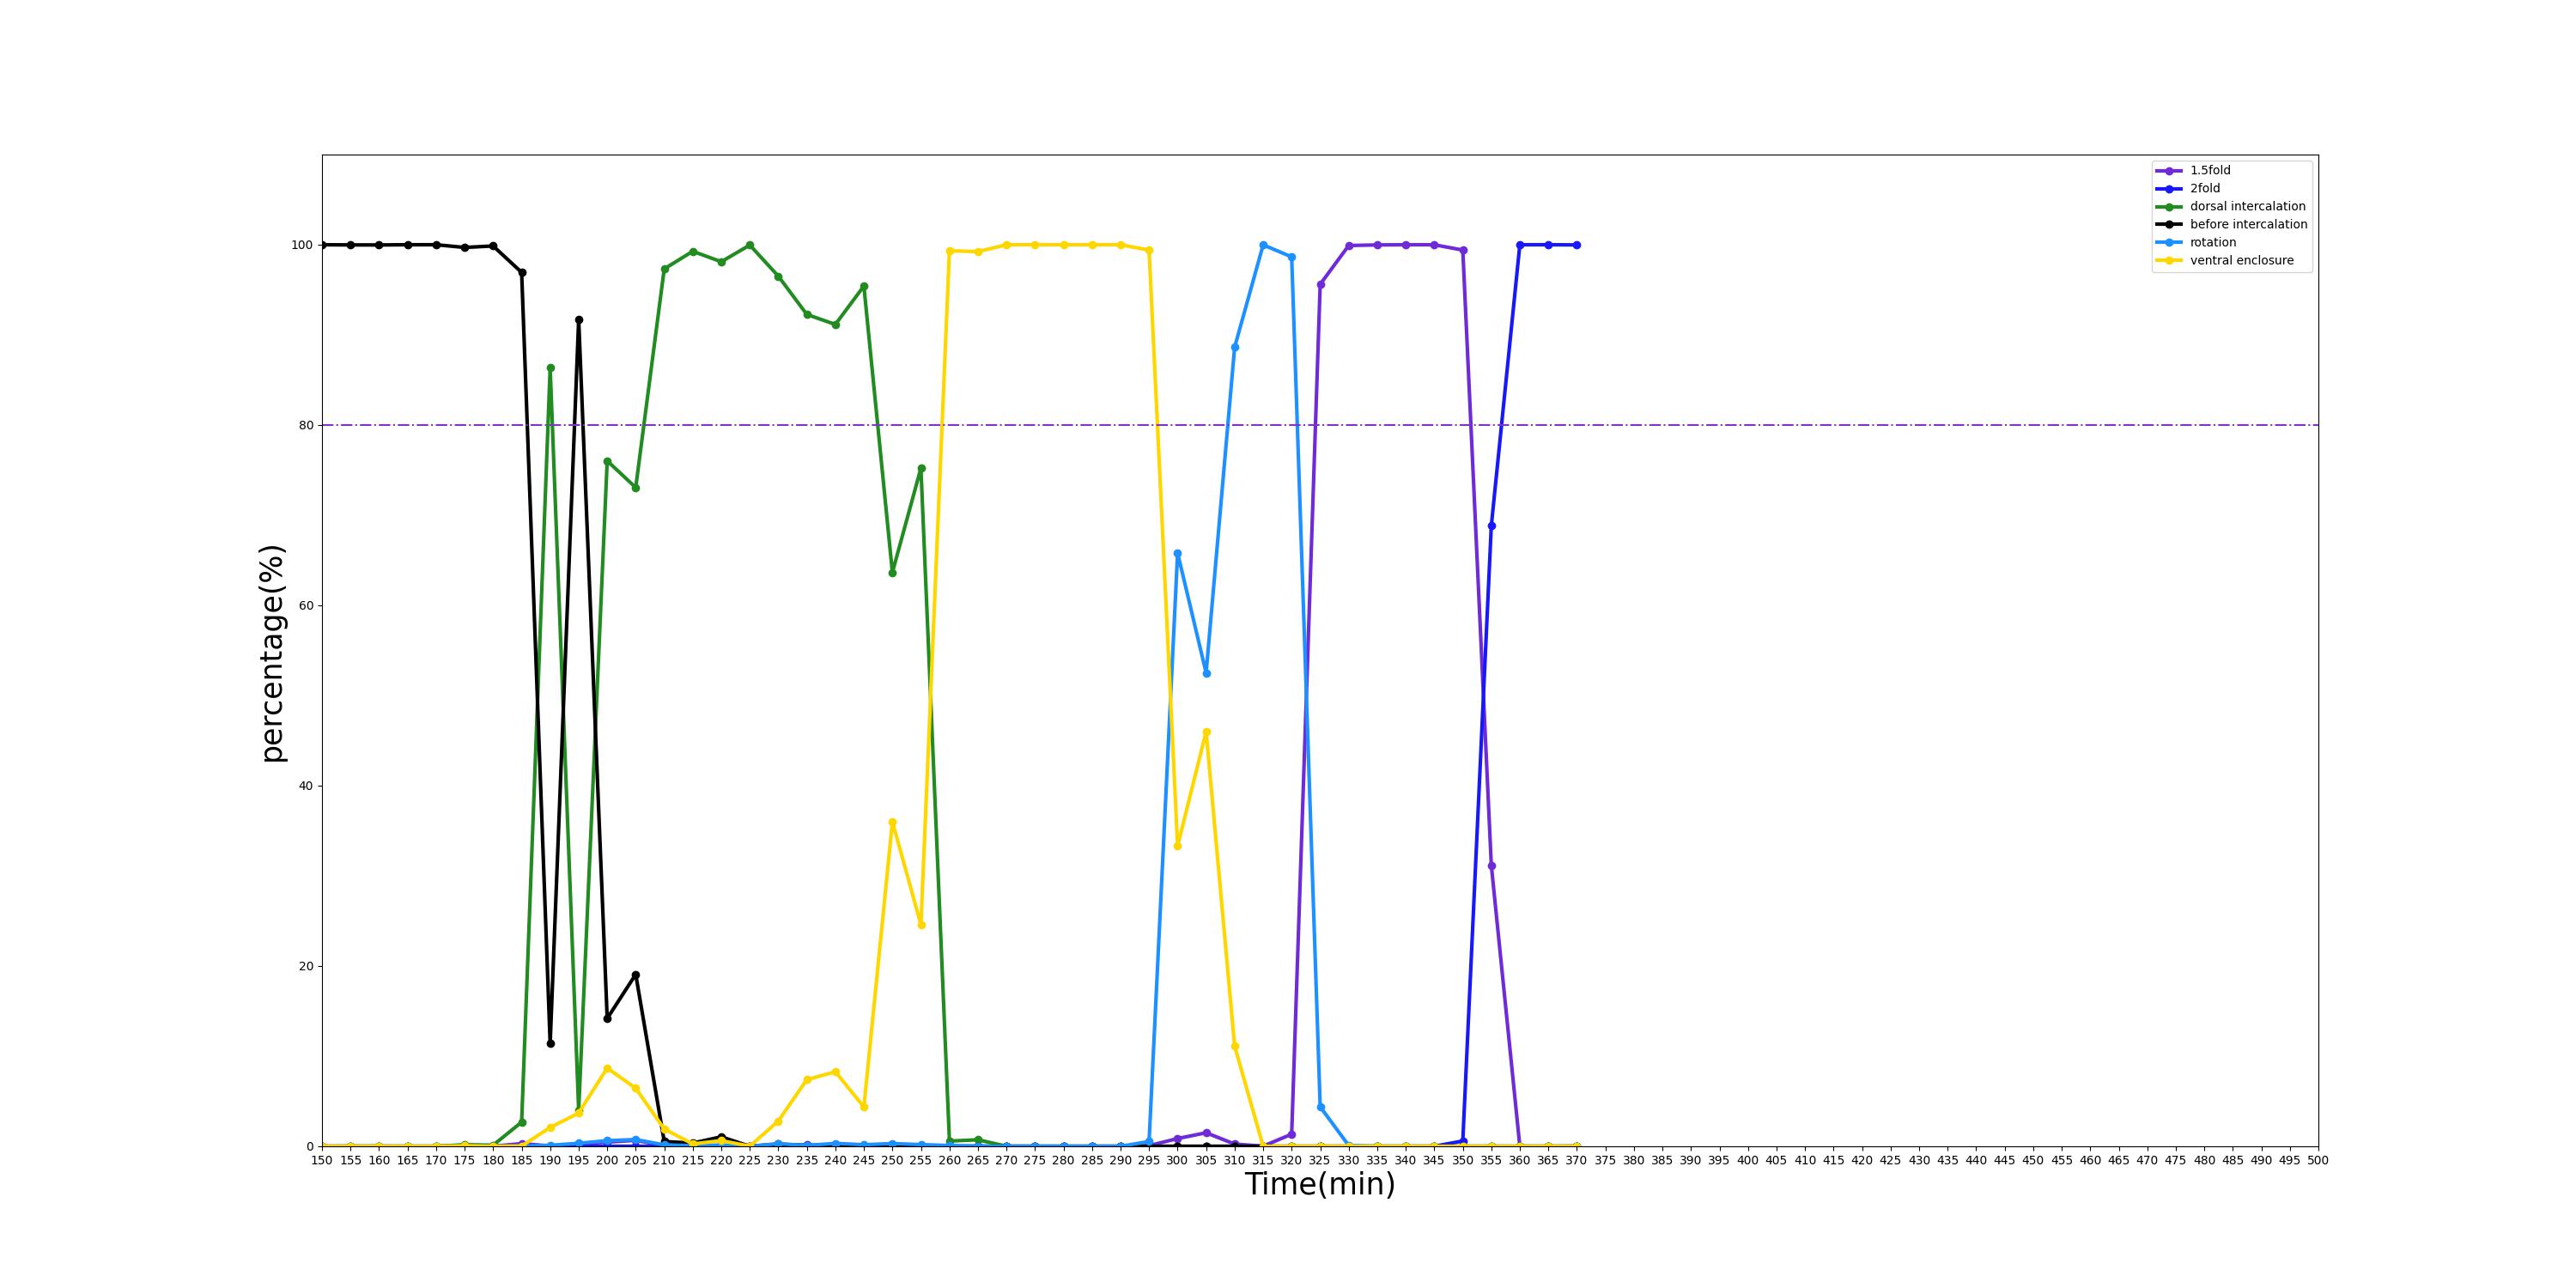 1.5fold
2fold
dorsal intercalation
before intercalation
rotation
ventral enclosure
100
80
60
40
20
0
percentage(%)
150 155 160 165 170 175 180 185 190 195 200 205 210 215 220 225 230 235 240 245 250 255 260 265 270 275 280 285 290 295 300 305 310 315 320 325 330 335 340 345 350 355 360 365 370 375 380 385 390 395 400 405 410 415 420 425 430 435 440 445 450 455 460 465 470 475 480 485 490 495 500
Time(min)